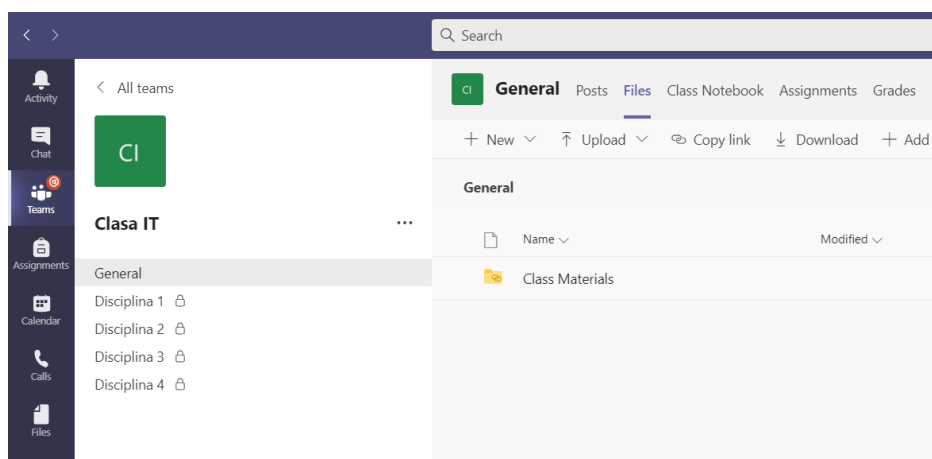 Search
Activity
Chat
@
Teams
Assignments
Calendar
Calls
Files
All teams
CI
Clasa IT
...
General
Disciplina 1
Disciplina 2
Disciplina 3
Disciplina 4
CI General Posts Files Class Notebook Assignments Grades
New Upload Copy link Download Add
General
Name Modified
Class Materials